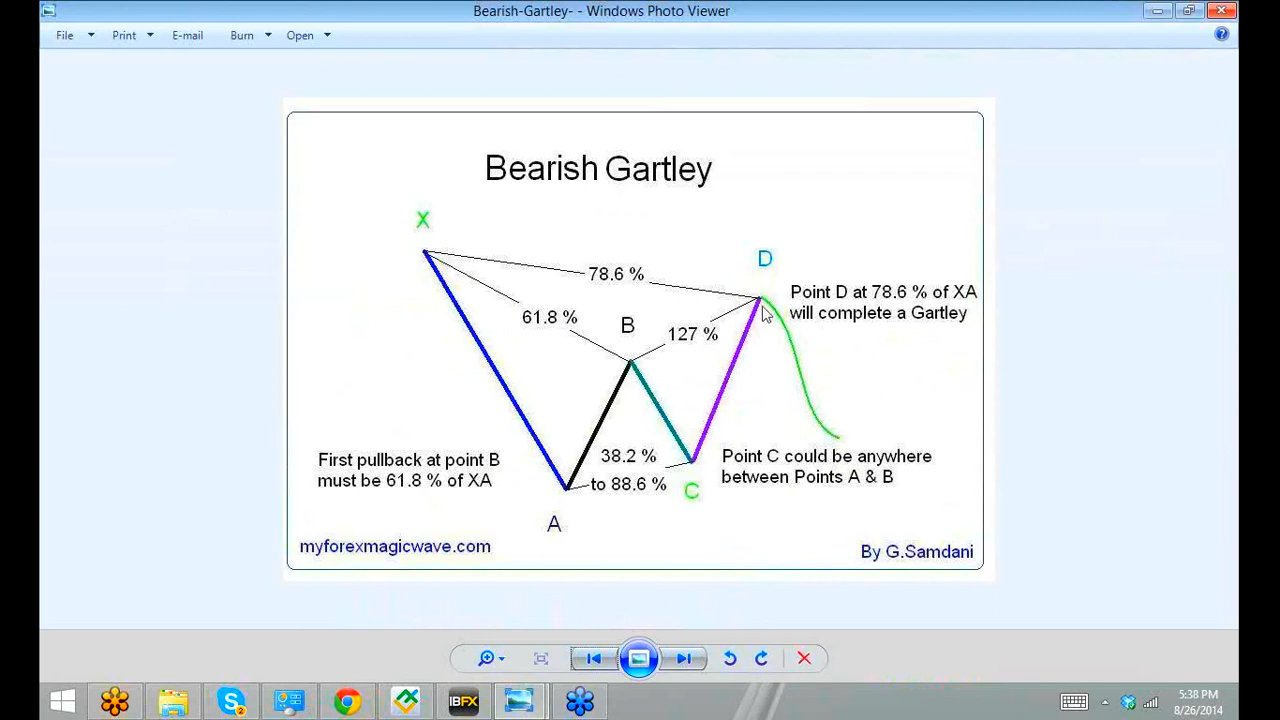 Bearish-Gartley- - Windows Photo Viewer
File Print E-mail Burn Open
Bearish Gartley
X
D
78.6 %
Point D at 78.6 % of XA
will complete a Gartley
61.8 %
B
127 %
First pullback at point B
must be 61.8 % of XA
38.2 %
to 88.6 %
Point C could be anywhere
between Points A & B
C
A
myforexmagicwave.com
By G.Samdani
IBFX
2
5:38 PM
8/26/2014